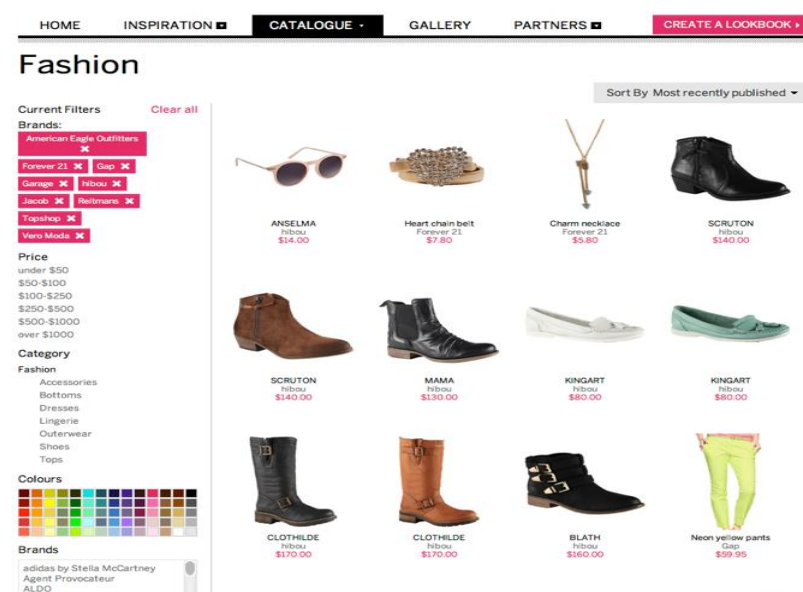 HOME INSPIRATION CATALOGUE GALLERY PARTNERS CREATE A LOOKBOOK
Fashion
Sort By Most recently published
Current Filters Clear all
Brands:
American Eagle Outfitters ✖
Forever 21 ✖ Gap ✖
Garage ✖ hibou ✖
Jacob ✖ Reitmans ✖
Topshop ✖
Vero Moda ✖
Price
under $50
$50-$100
$100-$250
$250-$500
$500-$1000
over $1000
Category
Fashion
Accessories
Bottoms
Dresses
Lingerie
Outerwear
Shoes
Tops
Colours
Brands
adidas by Stella McCartney
Agent Provocateur
ALDO
ANSELMA Heart chain belt Charm necklace SCRUTON
hibou Forever 21 Forever 21 hibou
$14.00 $7.80 $5.80 $140.00
SCRUTON MAMA KINGART KINGART
hibou hibou hibou hibou
$140.00 $130.00 $80.00 $80.00
CLOTHILDE CLOTHILDE BLATH Neon yellow pants
hibou hibou hibou Gap
$170.00 $170.00 $160.00 $59.95